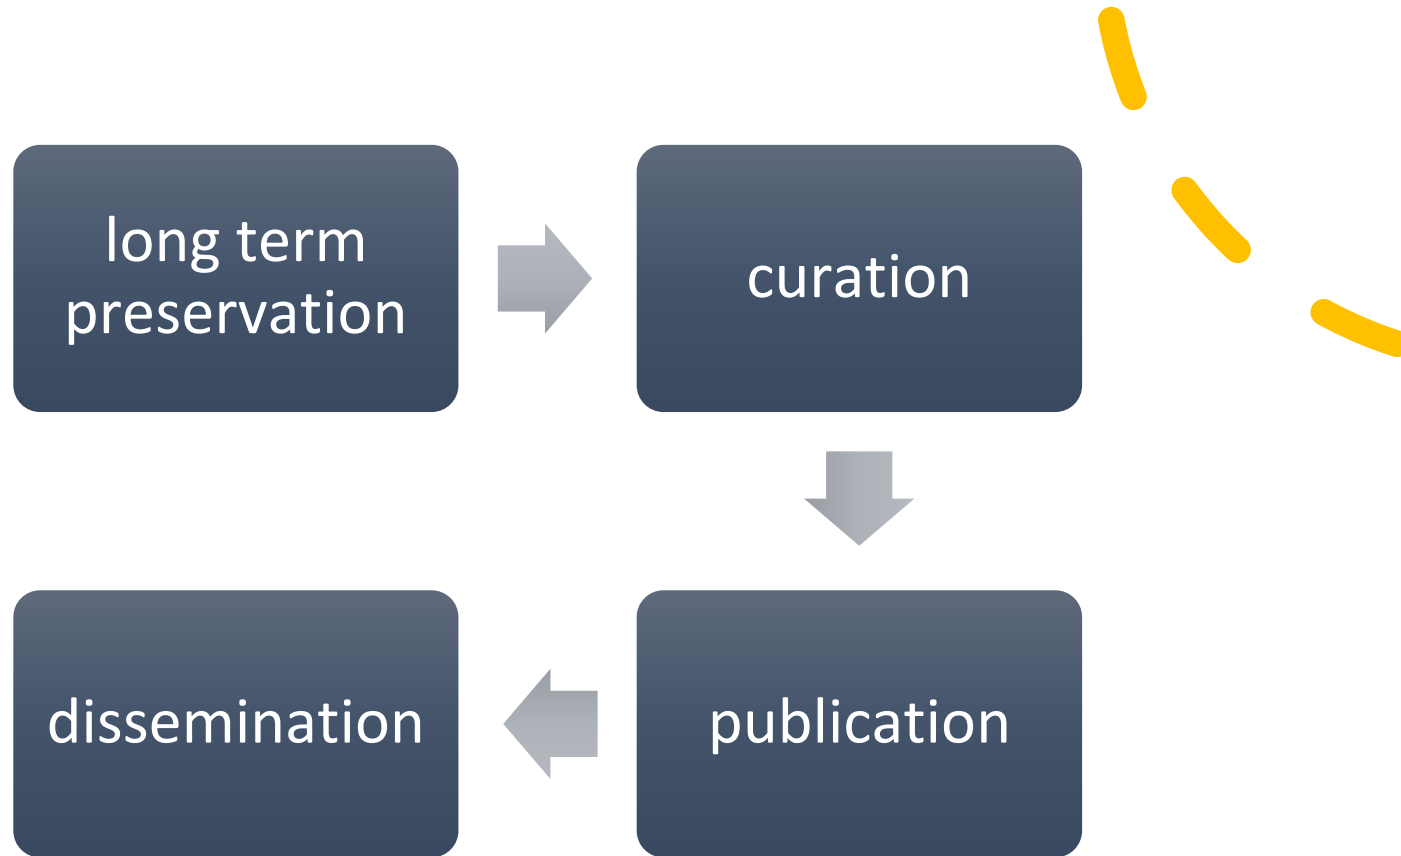 long term
preservation
curation
publication
dissemination